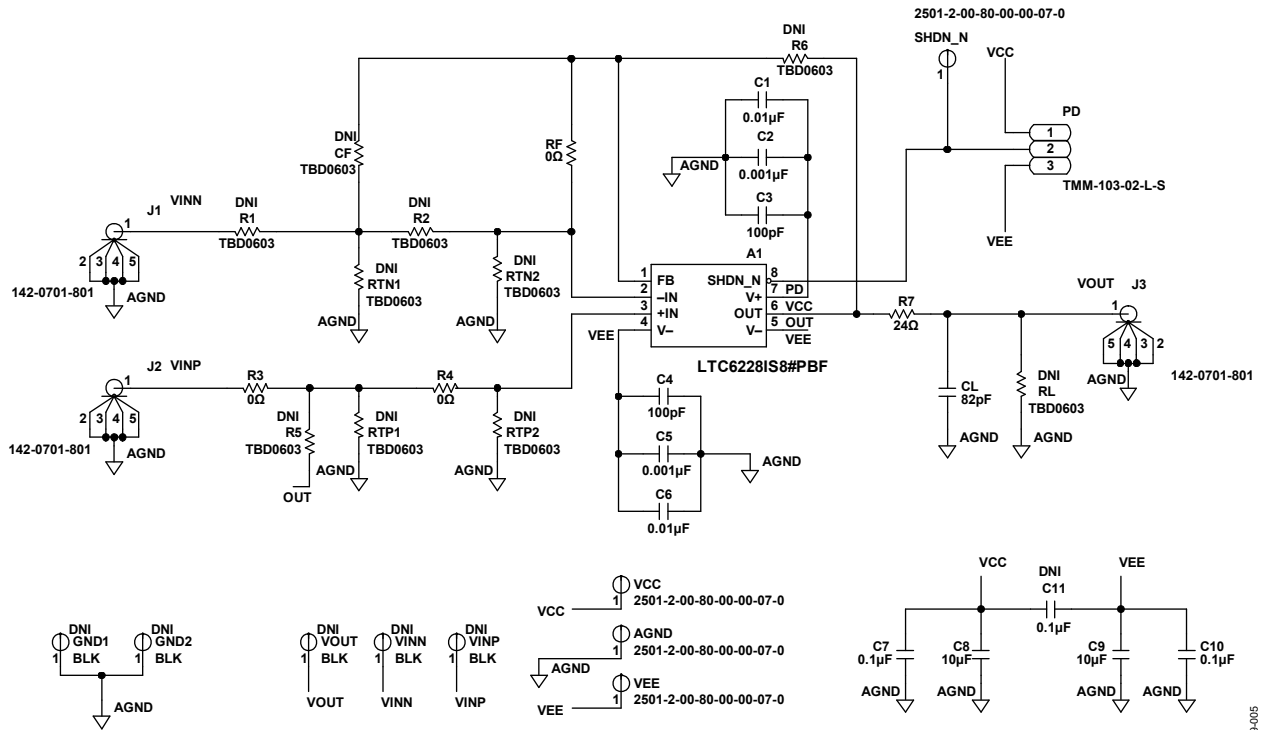 2501-2-00-80-00-00-07-0
SHDN_N
1
VCC
PD
1
2
3
TMM-103-02-L-S
VEE
DNI
R6
TBD0603
C1
0.01µF
C2
0.001µF
C3
100pF
AGND
DNI
CF
TBD0603
RF
0Ω
J1
VINN
1
2 3 4 5
142-0701-801
AGND
DNI
R1
TBD0603
DNI
R2
TBD0603
DNI
RTN1
TBD0603
AGND
DNI
RTN2
TBD0603
AGND
A1
1 FB
2 –IN
3 +IN
4 V–
SHDN_N 8
V+ 7 PD
OUT 6 VCC
V– 5 OUT
VEE
VEE
LTC6228IS8#PBF
R7
24Ω
VOUT
J3
1
5 4 3 2
AGND
142-0701-801
CL
82pF
AGND
DNI
RL
TBD0603
AGND
J2
VINP
1
2 3 4 5
142-0701-801
AGND
R3
0Ω
R4
0Ω
DNI
R5
TBD0603
OUT
DNI
RTP1
TBD0603
AGND
DNI
RTP2
TBD0603
AGND
C4
100pF
C5
0.001µF
C6
0.01µF
AGND
DNI
GND1
1
BLK
DNI
GND2
1
BLK
AGND
DNI
VOUT
1
BLK
VOUT
DNI
VINN
1
BLK
VINN
DNI
VINP
1
BLK
VINP
VCC
1
2501-2-00-80-00-00-07-0
VCC
AGND
1
2501-2-00-80-00-00-07-0
AGND
VEE
1
2501-2-00-80-00-00-07-0
VEE
VCC
DNI
C11
0.1µF
VEE
C7
0.1µF
AGND
C8
10µF
AGND
C9
10µF
AGND
C10
0.1µF
AGND